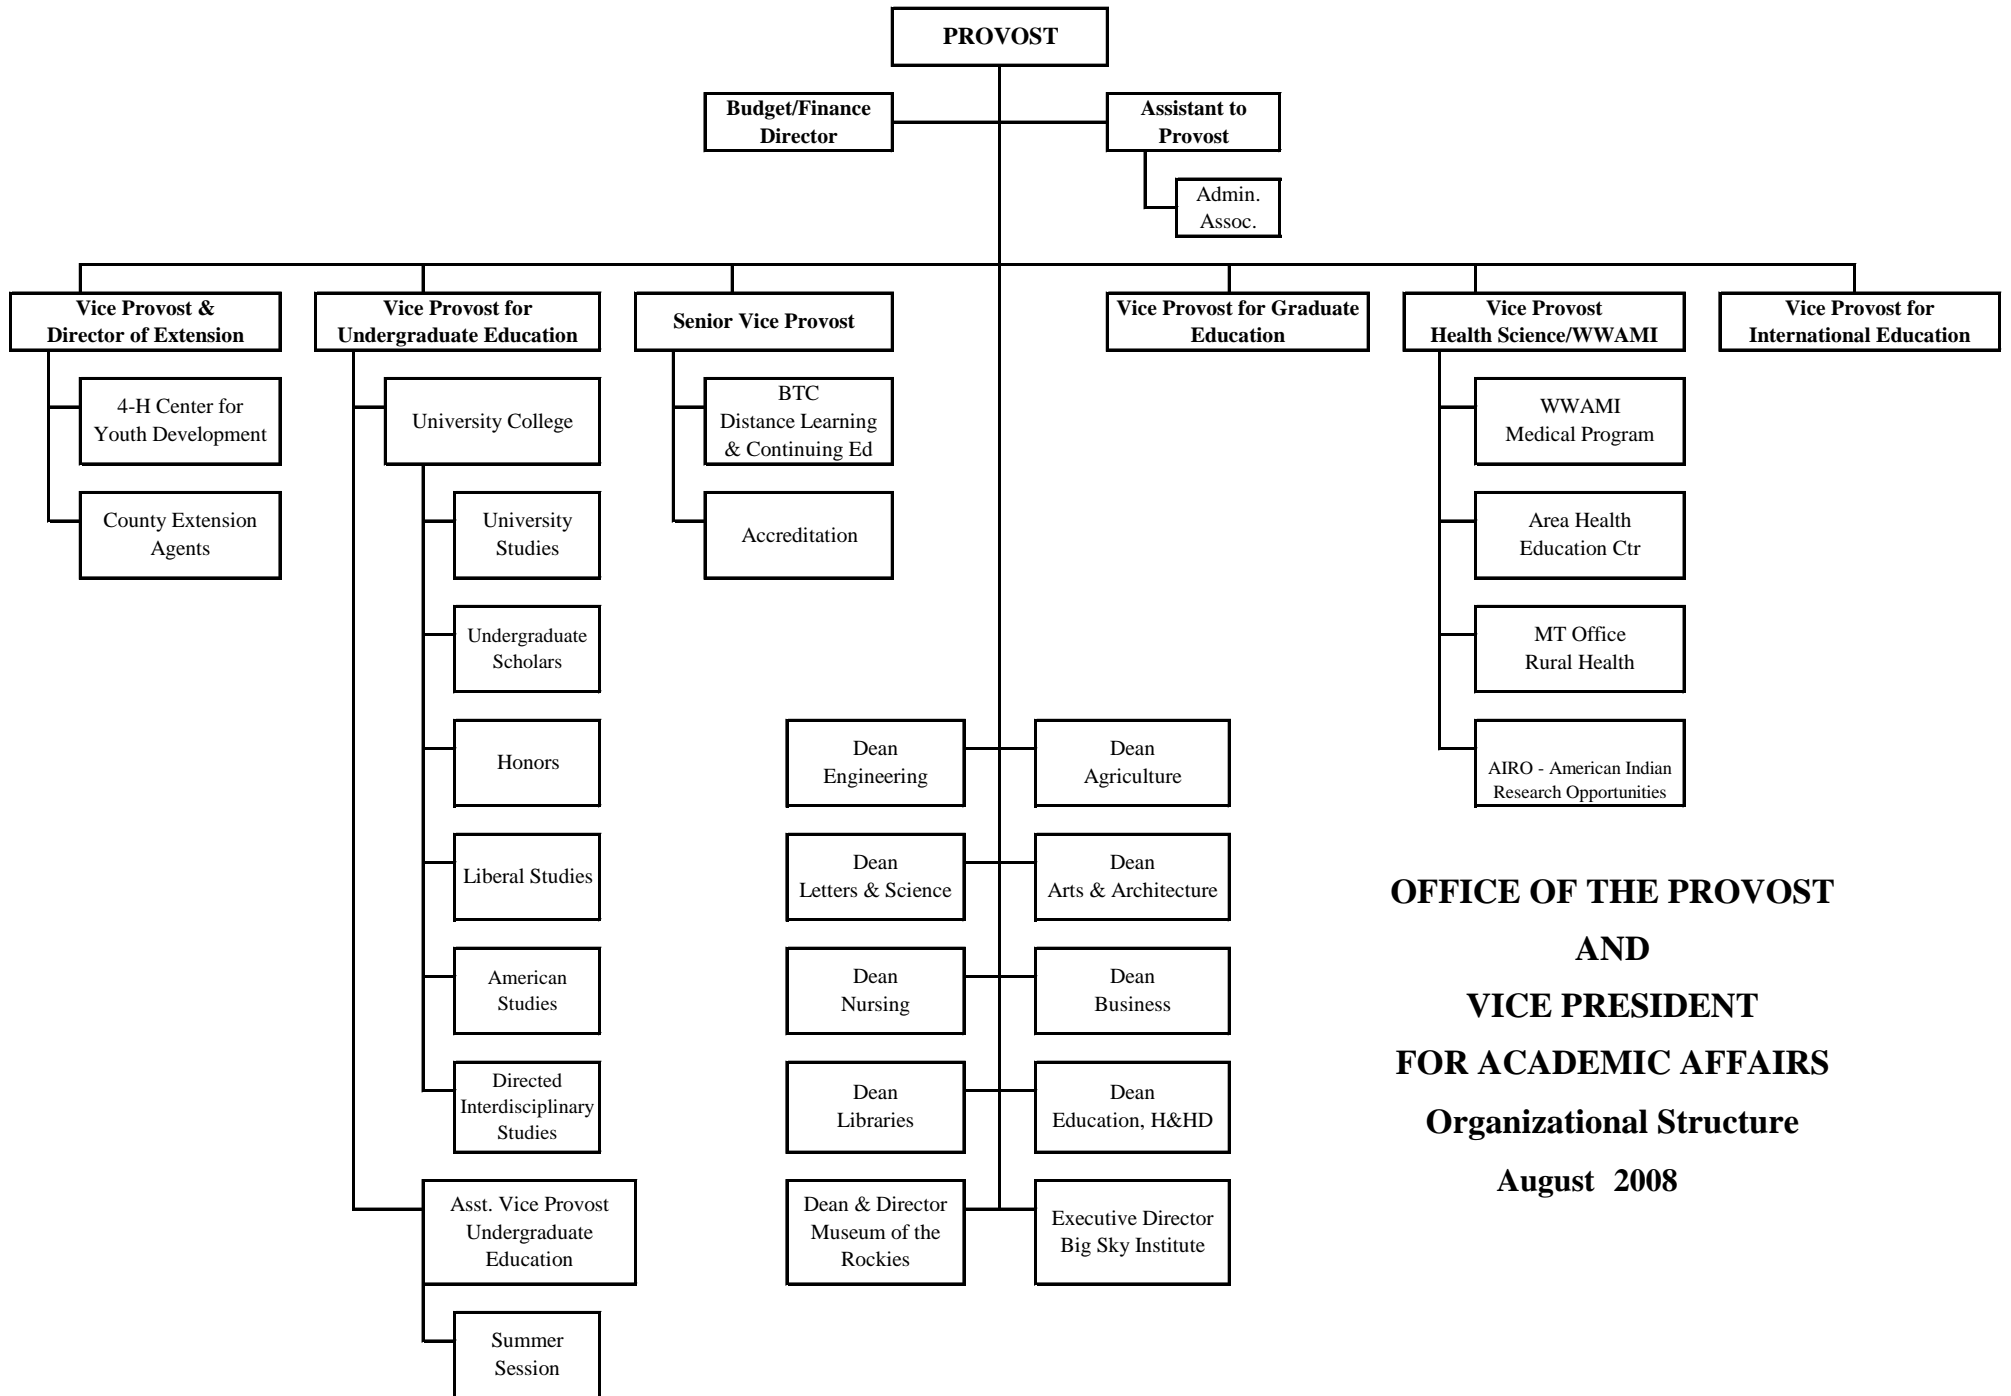 PROVOST
Budget/Finance
Director
Assistant to
Provost
Admin.
Assoc.
Vice Provost &
Director of Extension
Vice Provost for
Undergraduate Education
Senior Vice Provost
Vice Provost for Graduate
Education
Vice Provost
Health Science/WWAMI
Vice Provost for
International Education
4-H Center for
Youth Development
County Extension
Agents
University College
University
Studies
Undergraduate
Scholars
Honors
Liberal Studies
American
Studies
Directed
Interdisciplinary
Studies
Asst. Vice Provost
Undergraduate
Education
Summer
Session
BTC
Distance Learning
& Continuing Ed
Accreditation
Dean
Engineering
Dean
Agriculture
Dean
Letters & Science
Dean
Arts & Architecture
Dean
Nursing
Dean
Business
Dean
Libraries
Dean
Education, H&HD
Dean & Director
Museum of the
Rockies
Executive Director
Big Sky Institute
WWAMI
Medical Program
Area Health
Education Ctr
MT Office
Rural Health
AIRO - American Indian
Research Opportunities
OFFICE OF THE PROVOST
AND
VICE PRESIDENT
FOR ACADEMIC AFFAIRS
Organizational Structure
August 2008